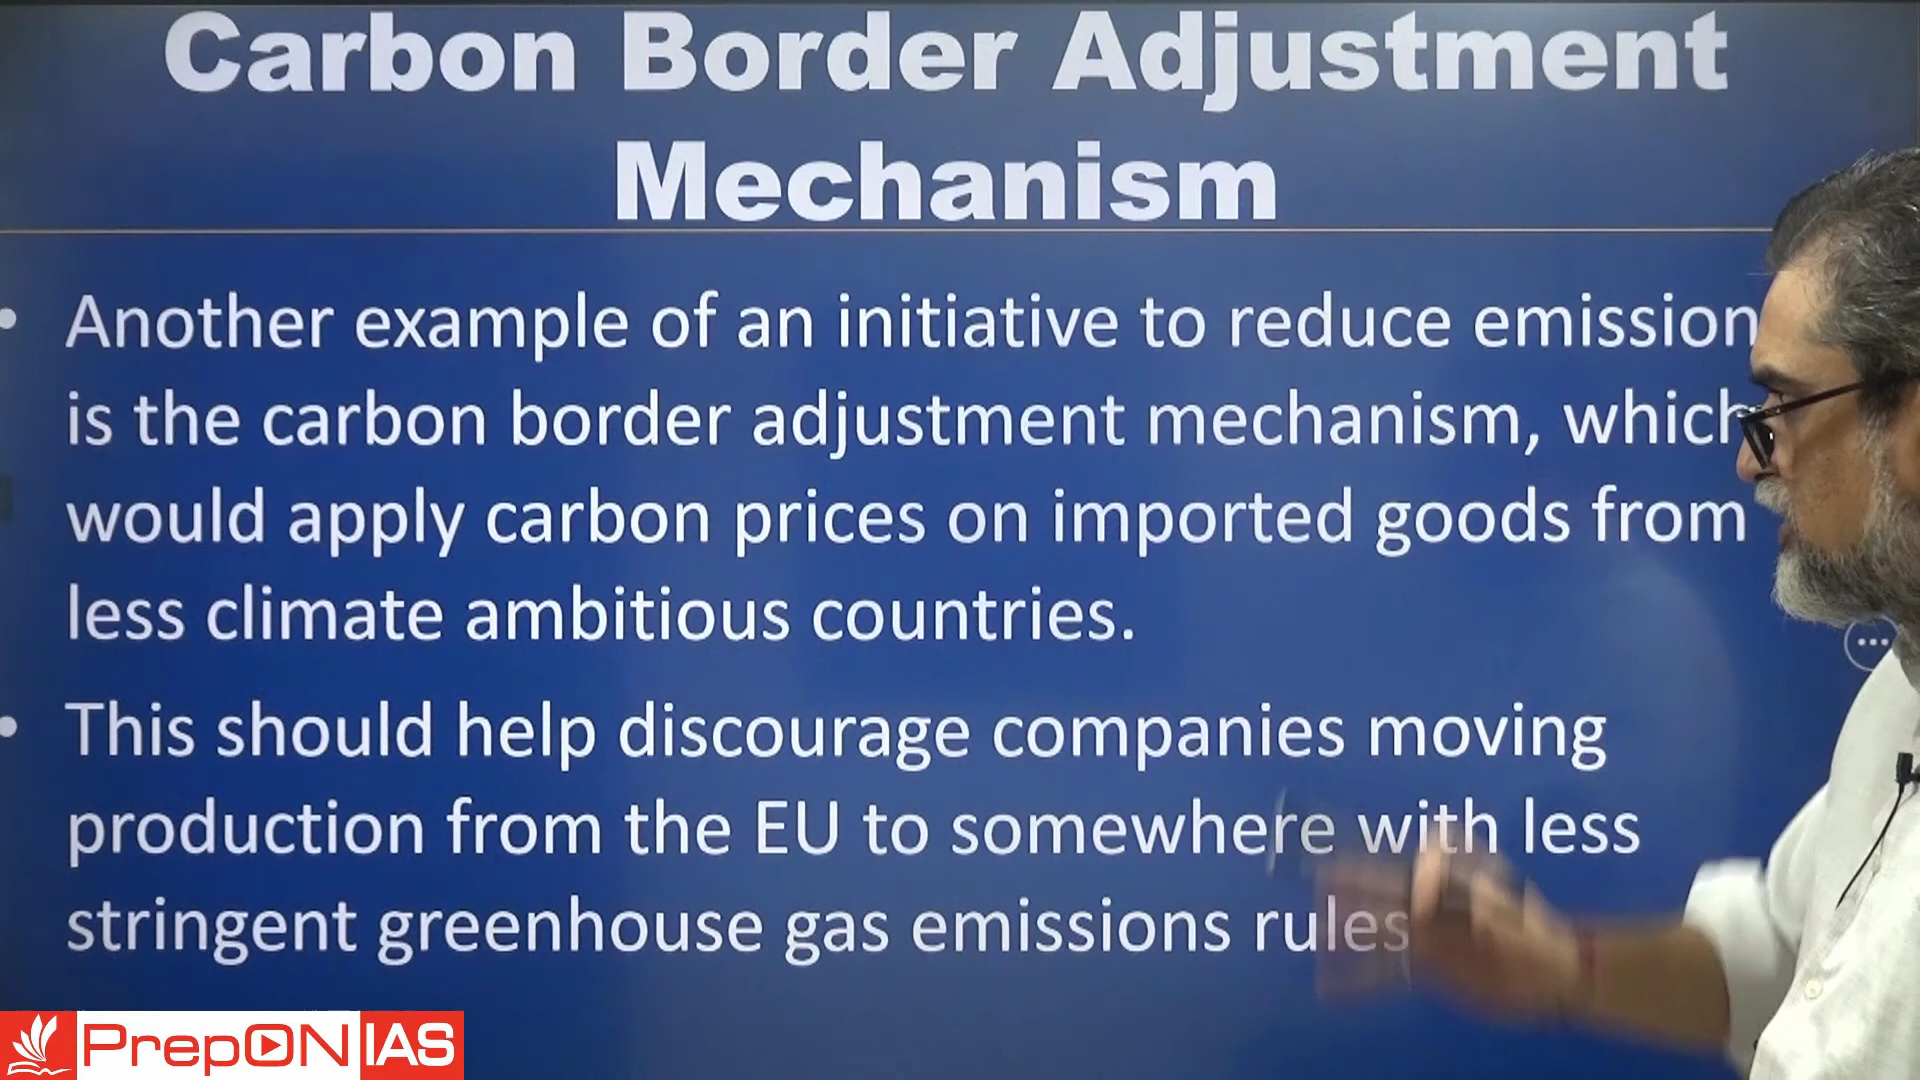 Carbon Border Adjustment
Mechanism
• Another example of an initiative to reduce emission
is the carbon border adjustment mechanism, which
would apply carbon prices on imported goods from
less climate ambitious countries.
• This should help discourage companies moving
production from the EU to somewhere with less
stringent greenhouse gas emissions rules
PrepON IAS